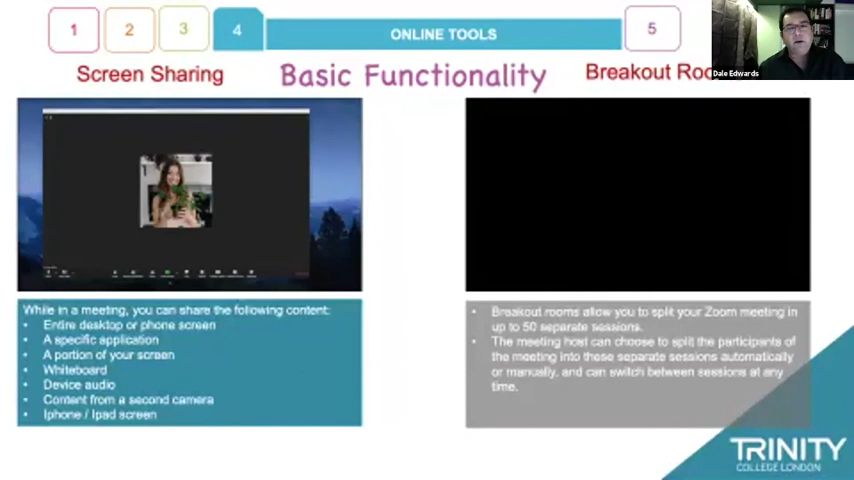 1
2
3
4
ONLINE TOOLS
5
Screen Sharing
Basic Functionality
Breakout Roo
Dale Edwards
While in a meeting, you can share the following content:
• Entire desktop or phone screen
• A specific application
• A portion of your screen
• Whiteboard
• Device audio
• Content from a second camera
• Iphone / Ipad screen
• Breakout rooms allow you to split your Zoom meeting in
up to 50 separate sessions.
• The meeting host can choose to split the participants of
the meeting into these separate sessions automatically
or manually, and can switch between sessions at any
time.
TRINITY
COLLEGE LONDON